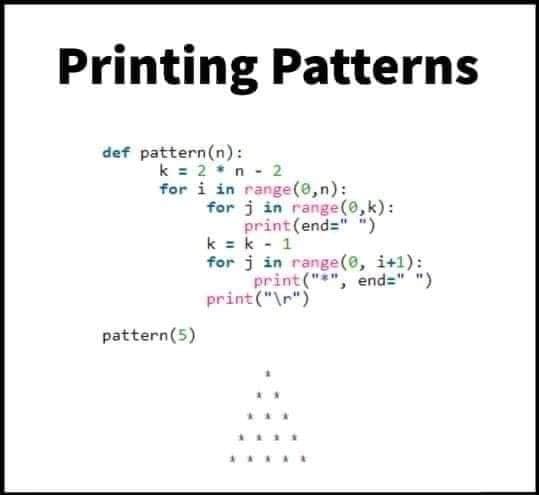 Printing Patterns
def pattern(n):
k = 2 * n - 2
for i in range(0,n):
for j in range(0,k):
print(end=" ")
k = k - 1
for j in range(0, i+1):
print("*", end=" ")
print("\r")
pattern(5)
*
* *
* * *
* * * *
* * * * *